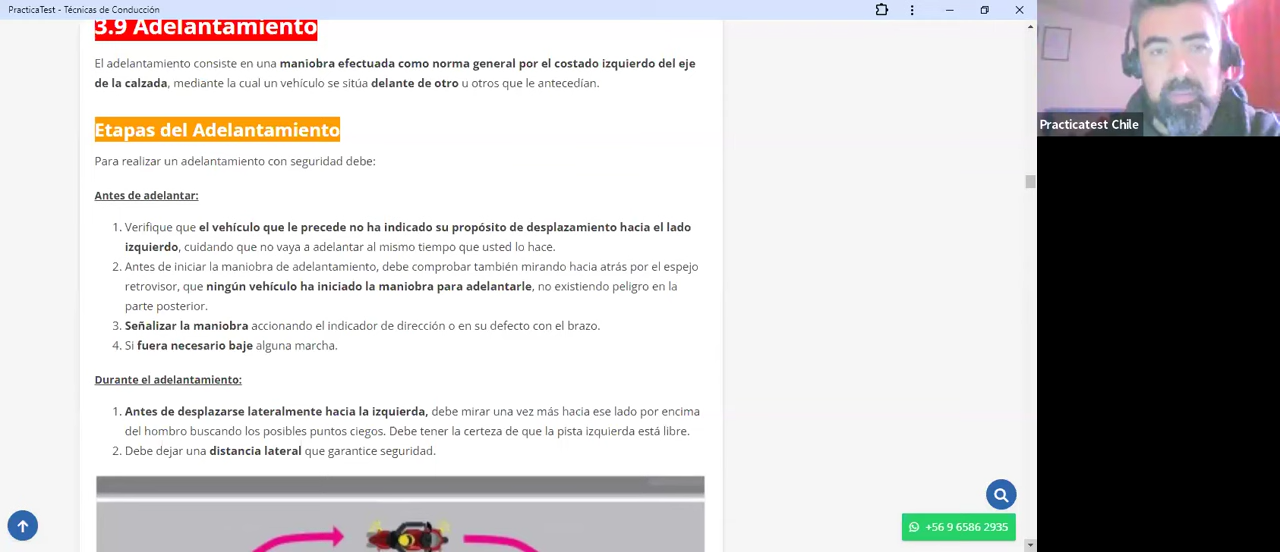 PracticaTest - Técnicas de Conducción
3.9 Adelantamiento
El adelantamiento consiste en una maniobra efectuada como norma general por el costado izquierdo del eje
de la calzada, mediante la cual un vehículo se sitúa delante de otro u otros que le antecedían.
Etapas del Adelantamiento
Para realizar un adelantamiento con seguridad debe:
Antes de adelantar:
1. Verifique que el vehículo que le precede no ha indicado su propósito de desplazamiento hacia el lado
izquierdo, cuidando que no vaya a adelantar al mismo tiempo que usted lo hace.
2. Antes de iniciar la maniobra de adelantamiento, debe comprobar también mirando hacia atrás por el espejo
retrovisor, que ningún vehículo ha iniciado la maniobra para adelantarle, no existiendo peligro en la
parte posterior.
3. Señalizar la maniobra accionando el indicador de dirección o en su defecto con el brazo.
4. Si fuera necesario baje alguna marcha.
Durante el adelantamiento:
1. Antes de desplazarse lateralmente hacia la izquierda, debe mirar una vez más hacia ese lado por encima
del hombro buscando los posibles puntos ciegos. Debe tener la certeza de que la pista izquierda está libre.
2. Debe dejar una distancia lateral que garantice seguridad.
Practicatest Chile
+56 9 6586 2935